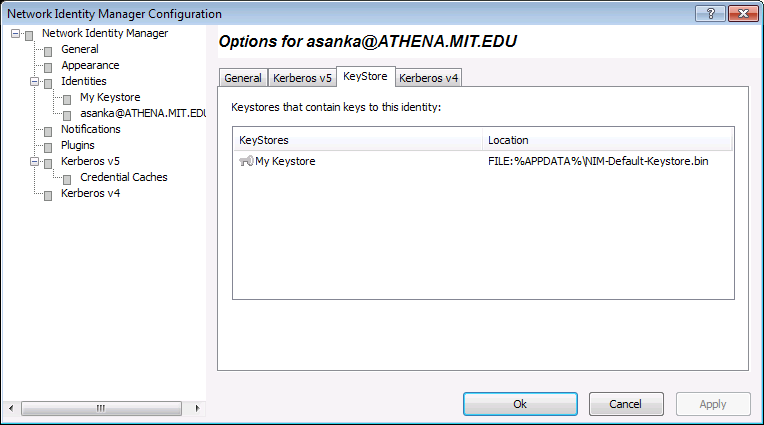 Network Identity Manager Configuration
Network Identity Manager
General
Appearance
Identities
My Keystore
asanka@ATHENA.MIT.EDU
Notifications
Plugins
Kerberos v5
Credential Caches
Kerberos v4
Options for asanka@ATHENA.MIT.EDU
General Kerberos v5 KeyStore Kerberos v4
Keystores that contain keys to this identity:
KeyStores Location
My Keystore FILE:%APPDATA%\NIM-Default-Keystore.bin
Ok Cancel Apply